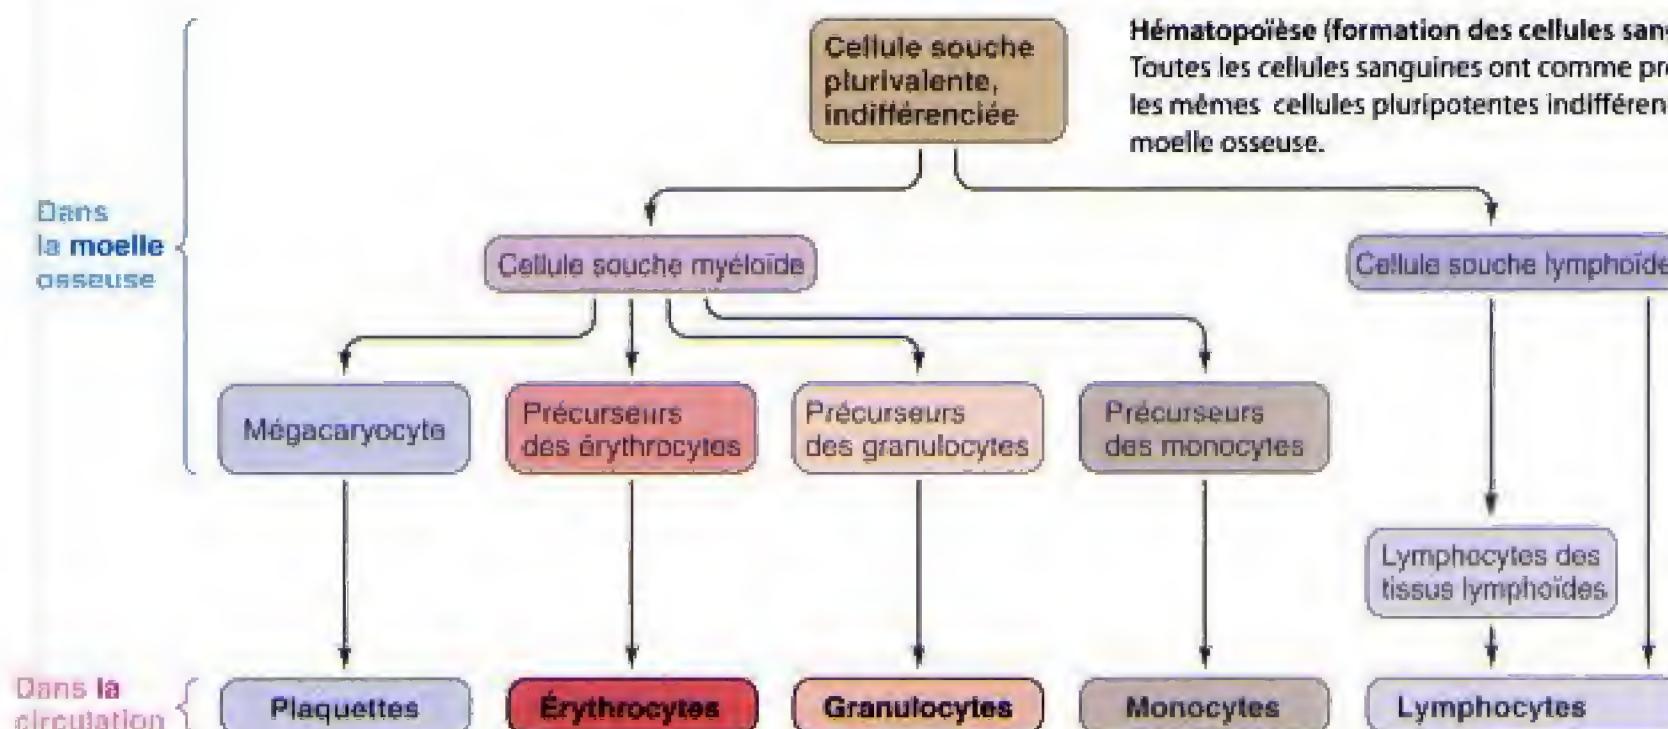 Cellule souche
plurivalente,
indifférenciée
Hématopoïèse (formation des cellules san
Toutes les cellules sanguines ont comme pr
les mêmes cellules pluripotentes indifféren
moelle osseuse.
Dans
la moelle
osseuse
Cellule souche myéloïde
Cellule souche lymphoïde
Mégacaryocyte
Précurseurs
des érythrocytes
Précurseurs
des granulocytes
Précurseurs
des monocytes
Lymphocytes des
tissus lymphoïdes
Dans la
circulation
Plaquettes
Érythrocytes
Granulocytes
Monocytes
Lymphocytes